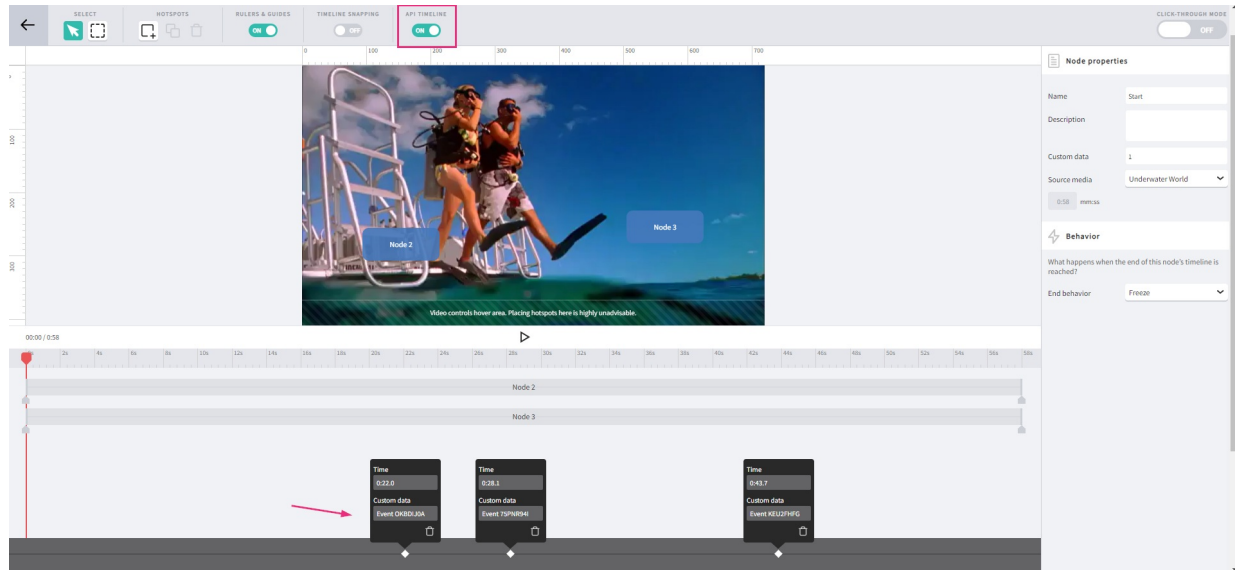 SELECT HOTSPOTS RULERS & GUIDES TIMELINE SNAPPING API TIMELINE CLICK-THROUGH MODE
ON OFF ON OFF
0 100 200 300 400 500 600 700
0
100
200
300
Node 2
Node 3
Video controls hover area. Placing hotspots here is highly unadvisable.
Node properties
Name Start
Description
Custom data 1
Source media Underwater World
0:58 mm:ss
Behavior
What happens when the end of this node's timeline is
reached?
End behavior Freeze
00:00 / 0:58
2s 4s 6s 8s 10s 12s 14s 16s 18s 20s 22s 24s 26s 28s 30s 32s 34s 36s 38s 40s 42s 44s 46s 48s 50s 52s 54s 56s 58s
Node 2
Node 3
Time Time Time
0:22.0 0:28.1 0:43.7
Custom data Custom data Custom data
Event OKBDIJ0A Event 75PNR94I Event KEU2FHFG